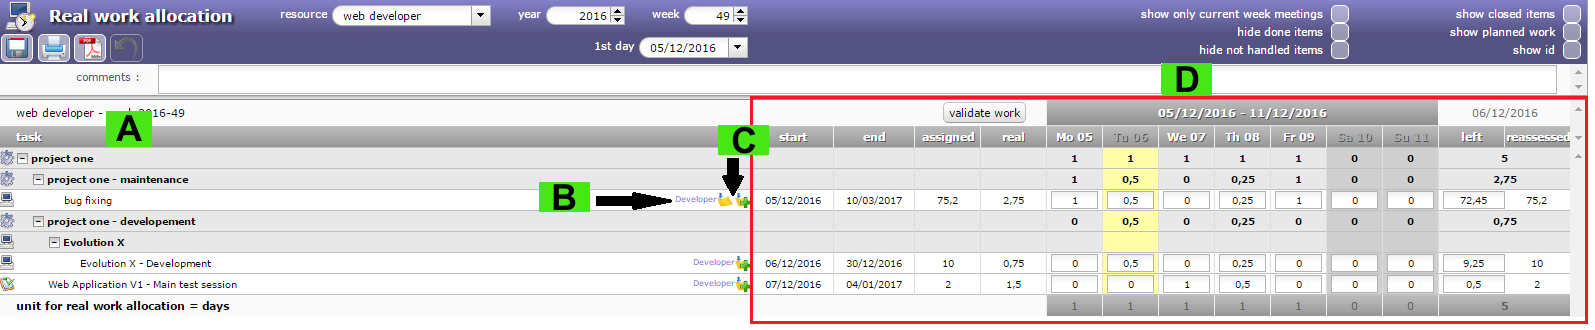 Real work allocation
resource web developer year 2016 week 49 show only current week meetings show closed items
hide done items show planned work
1st day 05/12/2016 hide not handled items show id
comments :
D
web developer - 2016-49 validate work 05/12/2016 - 11/12/2016 06/12/2016
A
task start end assigned real Mo 05 Tu 06 We 07 Th 08 Fr 09 Sa 10 Su 11 left reassessed
C
project one 1 1 1 1 1 0 0 5
project one - maintenance 1 0,5 0 0,25 1 0 0 2,75
B
bug fixing Developer 05/12/2016 10/03/2017 75,2 2,75 1 0,5 0 0,25 1 0 0 72,45 75,2
project one - developement 0 0,5 0 0,25 0 0 0 0,75
Evolution X
Evolution X - Development Developer 06/12/2016 30/12/2016 10 0,75 0 0,5 0 0,25 0 0 0 9,25 10
Web Application V1 - Main test session Developer 07/12/2016 04/01/2017 2 1,5 0 0 1 0,5 0 0 0 0,5 2
unit for real work allocation = days 1 1 1 1 1 0 0 5